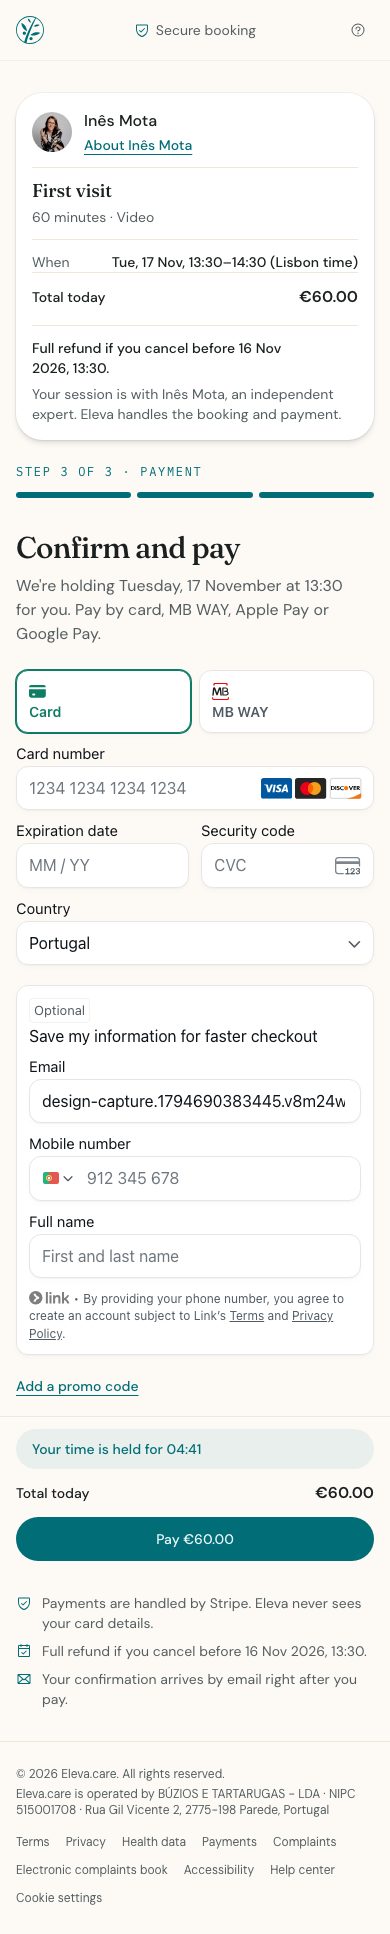 Secure booking
Inês Mota
About Inês Mota
First visit
60 minutes · Video
When Tue, 17 Nov, 13:30–14:30 (Lisbon time)
Total today €60.00
Full refund if you cancel before 16 Nov
2026, 13:30.
Your session is with Inês Mota, an independent
expert. Eleva handles the booking and payment.
STEP 3 OF 3 · PAYMENT
Confirm and pay
We're holding Tuesday, 17 November at 13:30
for you. Pay by card, MB WAY, Apple Pay or
Google Pay.
MB
Card MB WAY
Card number
1234 1234 1234 1234 VISA DISCOVER
Expiration date Security code
MM / YY CVC 123
Country
Portugal
Optional
Save my information for faster checkout
Email
design-capture.1794690383445.v8m24w
Mobile number
912 345 678
Full name
First and last name
link • By providing your phone number, you agree to
create an account subject to Link's Terms and Privacy
Policy.
Add a promo code
Your time is held for 04:41
Total today €60.00
Pay €60.00
Payments are handled by Stripe. Eleva never sees
your card details.
Full refund if you cancel before 16 Nov 2026, 13:30.
Your confirmation arrives by email right after you
pay.
© 2026 Eleva.care. All rights reserved.
Eleva.care is operated by BÚZIOS E TARTARUGAS - LDA · NIPC
515001708 · Rua Gil Vicente 2, 2775-198 Parede, Portugal
Terms Privacy Health data Payments Complaints
Electronic complaints book Accessibility Help center
Cookie settings